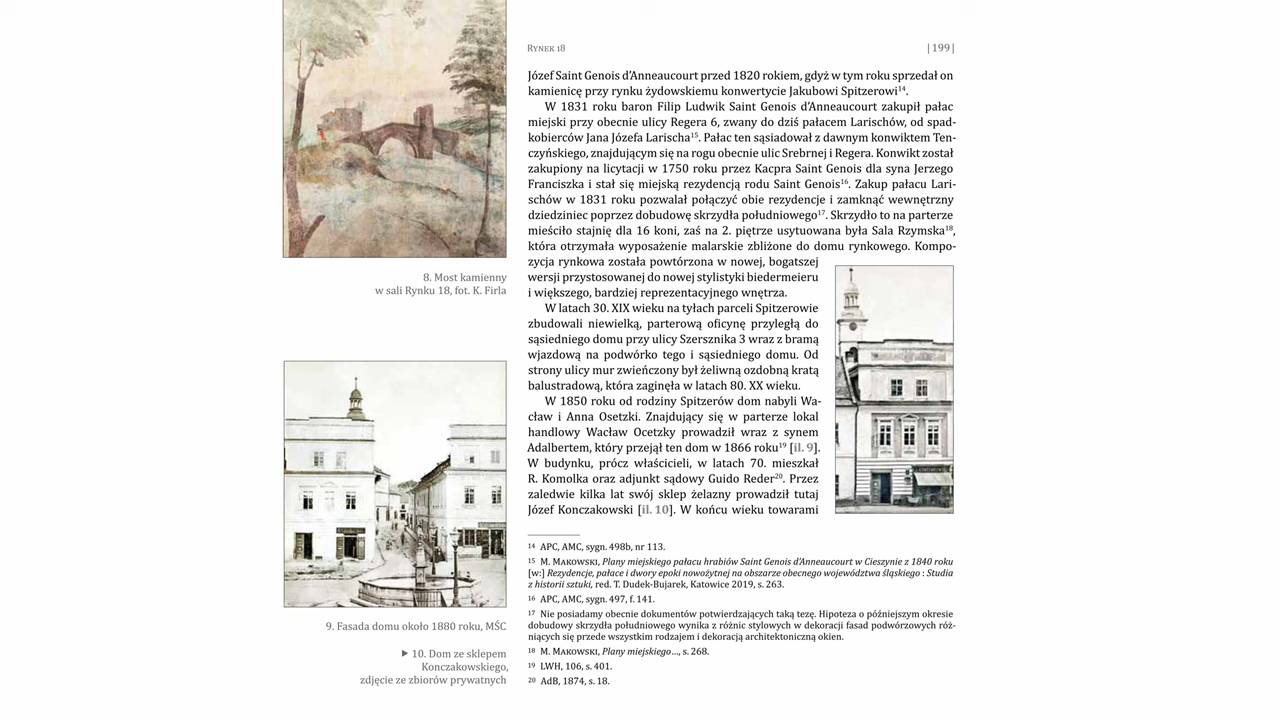 RYNEK 18
|199|
Józef Saint Genois d’Anneaucourt przed 1820 rokiem, gdyż w tym roku sprzedał on
kamienicę przy rynku żydowskiemu konwertycie Jakubowi Spitzerowi¹⁴.
W 1831 roku baron Filip Ludwik Saint Genois d’Anneaucourt zakupił pałac
miejski przy obecnie ulicy Regera 6, zwany do dziś pałacem Larischów, od spad-
kobierców Jana Józefa Larischa¹⁵. Pałac ten sąsiadował z dawnym konwiktem Ten-
czyńskiego, znajdującym się na rogu obecnie ulic Srebrnej i Regera. Konwikt został
zakupiony na licytacji w 1750 roku przez Kacpra Saint Genois dla syna Jerzego
Franciszka i stał się miejską rezydencją rodu Saint Genois¹⁶. Zakup pałacu Lari-
schów w 1831 roku pozwalał połączyć obie rezydencje i zamknąć wewnętrzny
dziedziniec poprzez dobudowę skrzydła południowego¹⁷. Skrzydło to na parterze
mieściło stajnię dla 16 koni, zaś na 2. piętrze usytuowana była Sala Rzymska¹⁸,
która otrzymała wyposażenie malarskie zbliżone do domu rynkowego. Kompo-
zycja rynkowa została powtórzona w nowej, bogatszej
wersji przystosowanej do nowej stylistyki biedermeieru
i większego, bardziej reprezentacyjnego wnętrza.
W latach 30. XIX wieku na tyłach parceli Spitzerowie
zbudowali niewielką, parterową oficynę przyległą do
sąsiedniego domu przy ulicy Szersznika 3 wraz z bramą
wjazdową na podwórko tego i sąsiedniego domu. Od
strony ulicy mur zwieńczony był żeliwną ozdobną kratą
balustradową, która zaginęła w latach 80. XX wieku.
W 1850 roku od rodziny Spitzerów dom nabyli Wa-
cław i Anna Osetzki. Znajdujący się w parterze lokal
handlowy Wacław Ocetzky prowadził wraz z synem
Adalbertem, który przejął ten dom w 1866 roku¹⁹ [il. 9].
W budynku, prócz właścicieli, w latach 70. mieszkał
R. Komolka oraz adjunkt sądowy Guido Reder²⁰. Przez
zaledwie kilka lat swój sklep żelazny prowadził tutaj
Józef Konczakowski [il. 10]. W końcu wieku towarami
8. Most kamienny
w sali Rynku 18, fot. K. Firla
9. Fasada domu około 1880 roku, MŚC
▶ 10. Dom ze sklepem
Konczakowskiego,
zdjęcie ze zbiorów prywatnych
¹⁴ APC, AMC, sygn. 498b, nr 113.
¹⁵ M. MAKOWSKI, Plany miejskiego pałacu hrabiów Saint Genois d’Anneaucourt w Cieszynie z 1840 roku
[w:] Rezydencje, pałace i dwory epoki nowożytnej na obszarze obecnego województwa śląskiego : Studia
z historii sztuki, red. T. Dudek-Bujarek, Katowice 2019, s. 263.
¹⁶ APC, AMC, sygn. 497, f. 141.
¹⁷ Nie posiadamy obecnie dokumentów potwierdzających taką tezę. Hipoteza o późniejszym okresie
dobudowy skrzydła południowego wynika z różnic stylowych w dekoracji fasad podwórzowych róż-
niących się przede wszystkim rodzajem i dekoracją architektoniczną okien.
¹⁸ M. MAKOWSKI, Plany miejskiego..., s. 268.
¹⁹ LWH, 106, s. 401.
²⁰ AdB, 1874, s. 18.